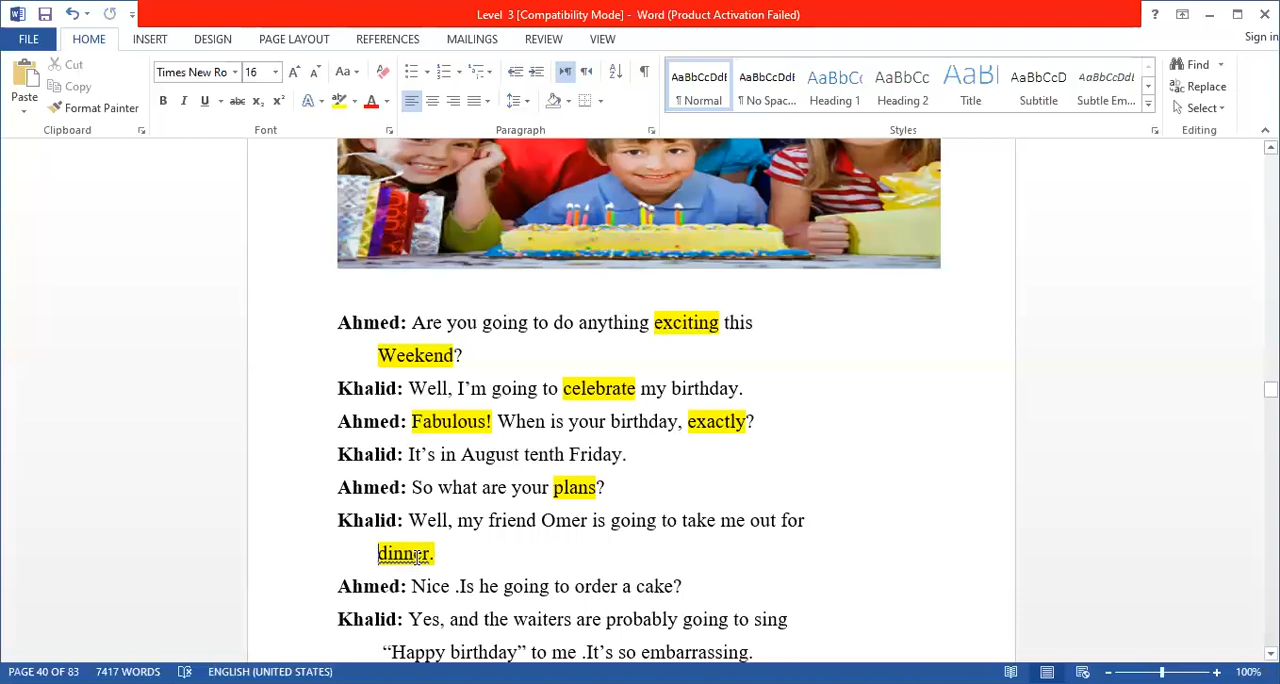 Level 3 [Compatibility Mode] - Word (Product Activation Failed)
FILE HOME INSERT DESIGN PAGE LAYOUT REFERENCES MAILINGS REVIEW VIEW Sign in
Paste
Cut
Copy
Format Painter
Clipboard
Times New Ro 16
Font
Paragraph
AaBbCcDdI AaBbCcDdI AaBbCc AaBbCc AaBl AaBbCcD AaBbCcDdI
¶ Normal ¶ No Spac... Heading 1 Heading 2 Title Subtitle Subtle Em...
Styles
Find
Replace
Select
Editing
Ahmed: Are you going to do anything exciting this
Weekend?
Khalid: Well, I’m going to celebrate my birthday.
Ahmed: Fabulous! When is your birthday, exactly?
Khalid: It’s in August tenth Friday.
Ahmed: So what are your plans?
Khalid: Well, my friend Omer is going to take me out for
dinner.
Ahmed: Nice .Is he going to order a cake?
Khalid: Yes, and the waiters are probably going to sing
“Happy birthday” to me .It’s so embarrassing.
PAGE 40 OF 83 7417 WORDS ENGLISH (UNITED STATES) 100%